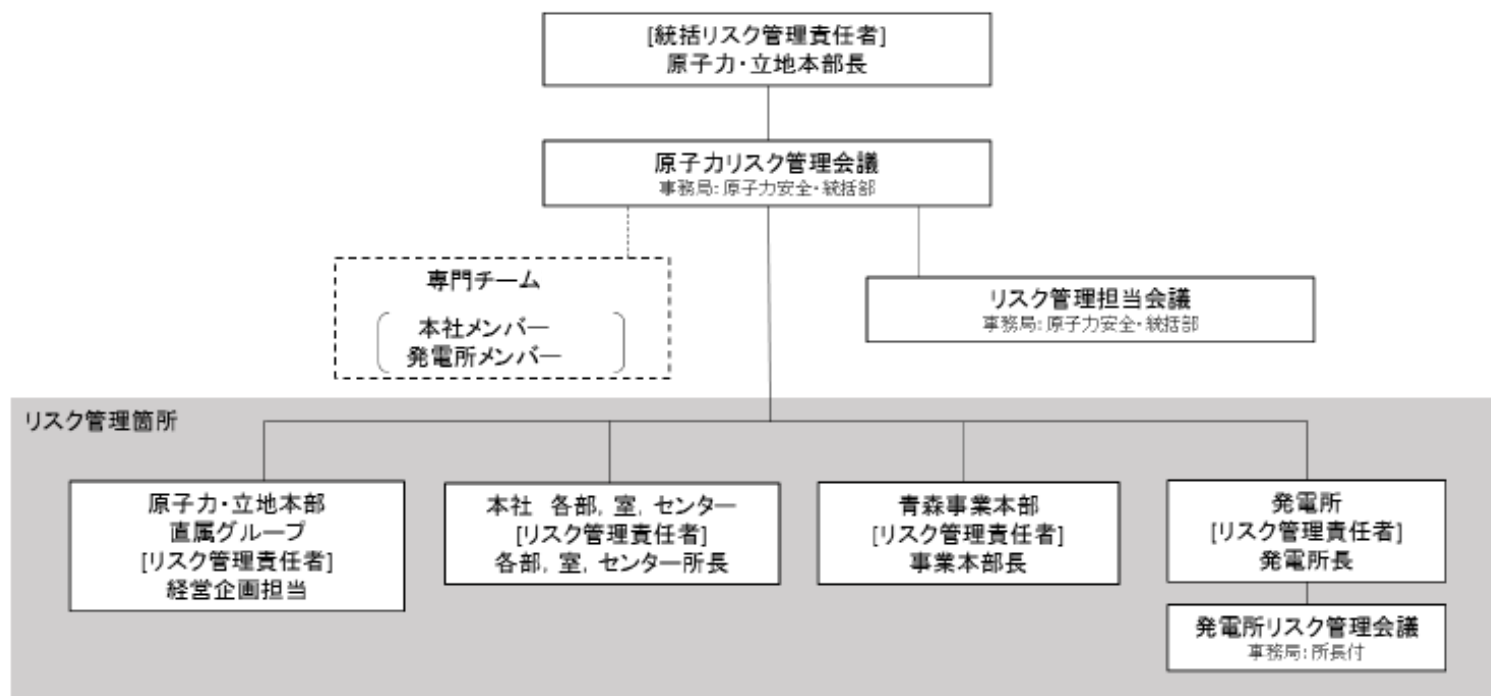 [統括リスク管理責任者]
原子力・立地本部長
原子力リスク管理会議
事務局：原子力安全・統括部
専門チーム
本社メンバー
発電所メンバー
リスク管理担当会議
事務局：原子力安全・統括部
リスク管理箇所
原子力・立地本部
直属グループ
[リスク管理責任者]
経営企画担当
本社　各部，室，センター
[リスク管理責任者]
各部，室，センター所長
青森事業本部
[リスク管理責任者]
事業本部長
発電所
[リスク管理責任者]
発電所長
発電所リスク管理会議
事務局：所長付